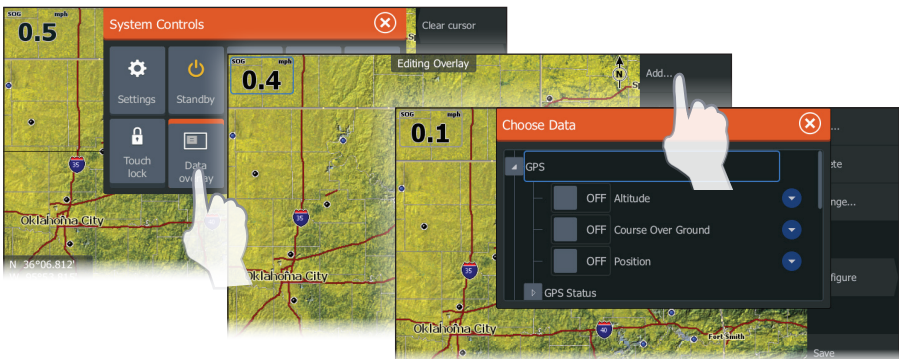 SOG mph
0.5
System Controls
Clear cursor
Settings
Standby
Touch
lock
Data
overlay
35
Oklahoma City
N 36°06.812'
SOG mph
0.4
Editing Overlay
N
Add...
35
Oklahoma City
SOG mph
0.1
Choose Data
GPS
OFF Altitude
OFF Course Over Ground
OFF Position
GPS Status
35
40
Oklahoma City
Fort Smith
...
ete
nge...
figure
Save